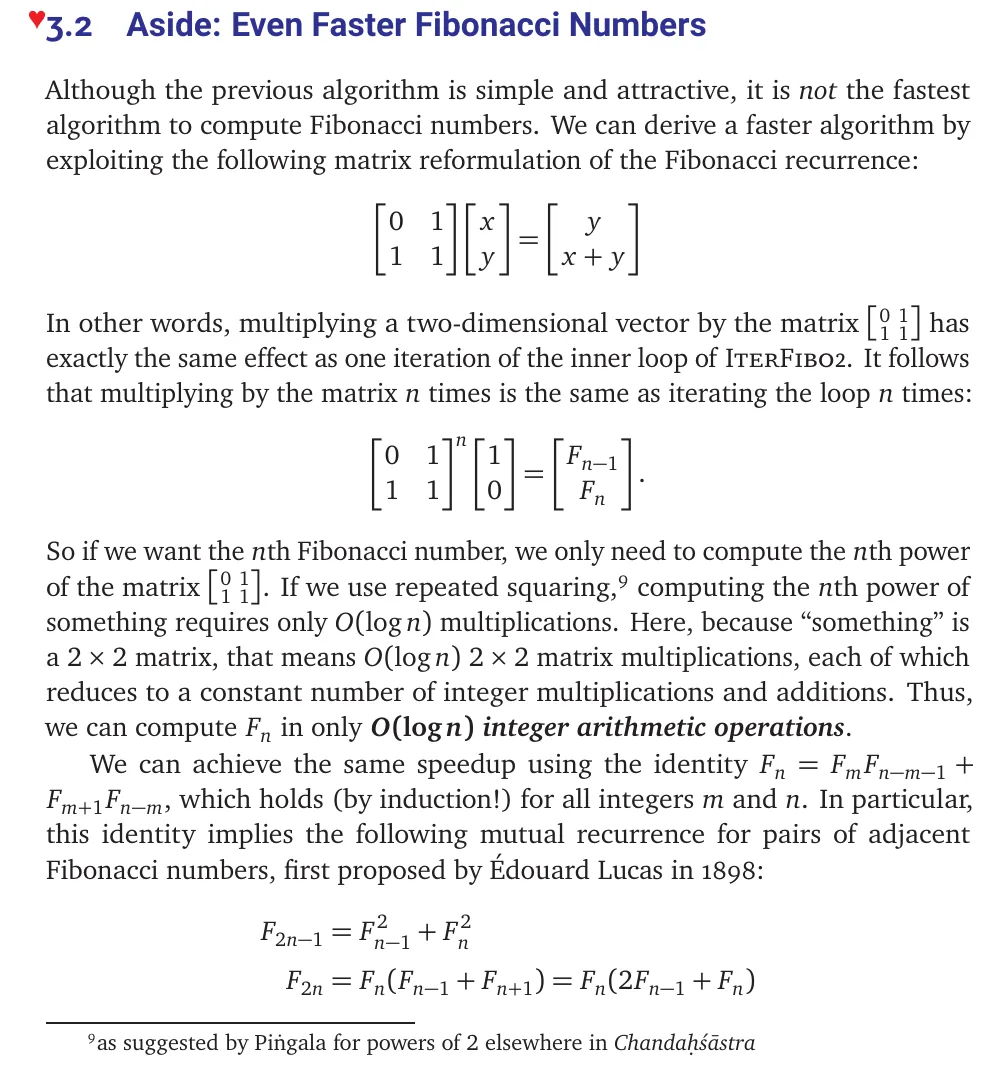 ♥3.2 Aside: Even Faster Fibonacci Numbers
Although the previous algorithm is simple and attractive, it is not the fastest
algorithm to compute Fibonacci numbers. We can derive a faster algorithm by
exploiting the following matrix reformulation of the Fibonacci recurrence:
[0 1; 1 1] [x; y] = [y; x + y]
In other words, multiplying a two-dimensional vector by the matrix [0 1; 1 1] has
exactly the same effect as one iteration of the inner loop of IterFibo2. It follows
that multiplying by the matrix n times is the same as iterating the loop n times:
[0 1; 1 1]^n [1; 0] = [F_{n−1}; F_n].
So if we want the nth Fibonacci number, we only need to compute the nth power
of the matrix [0 1; 1 1]. If we use repeated squaring,⁹ computing the nth power of
something requires only O(log n) multiplications. Here, because “something” is
a 2 × 2 matrix, that means O(log n) 2 × 2 matrix multiplications, each of which
reduces to a constant number of integer multiplications and additions. Thus,
we can compute F_n in only O(log n) integer arithmetic operations.
We can achieve the same speedup using the identity F_n = F_m F_{n−m−1} +
F_{m+1} F_{n−m}, which holds (by induction!) for all integers m and n. In particular,
this identity implies the following mutual recurrence for pairs of adjacent
Fibonacci numbers, first proposed by Édouard Lucas in 1898:
F_{2n−1} = F_{n−1}^2 + F_n^2
F_{2n} = F_n(F_{n−1} + F_{n+1}) = F_n(2F_{n−1} + F_n)
⁹as suggested by Piṅgala for powers of 2 elsewhere in Chandaḥśāstra